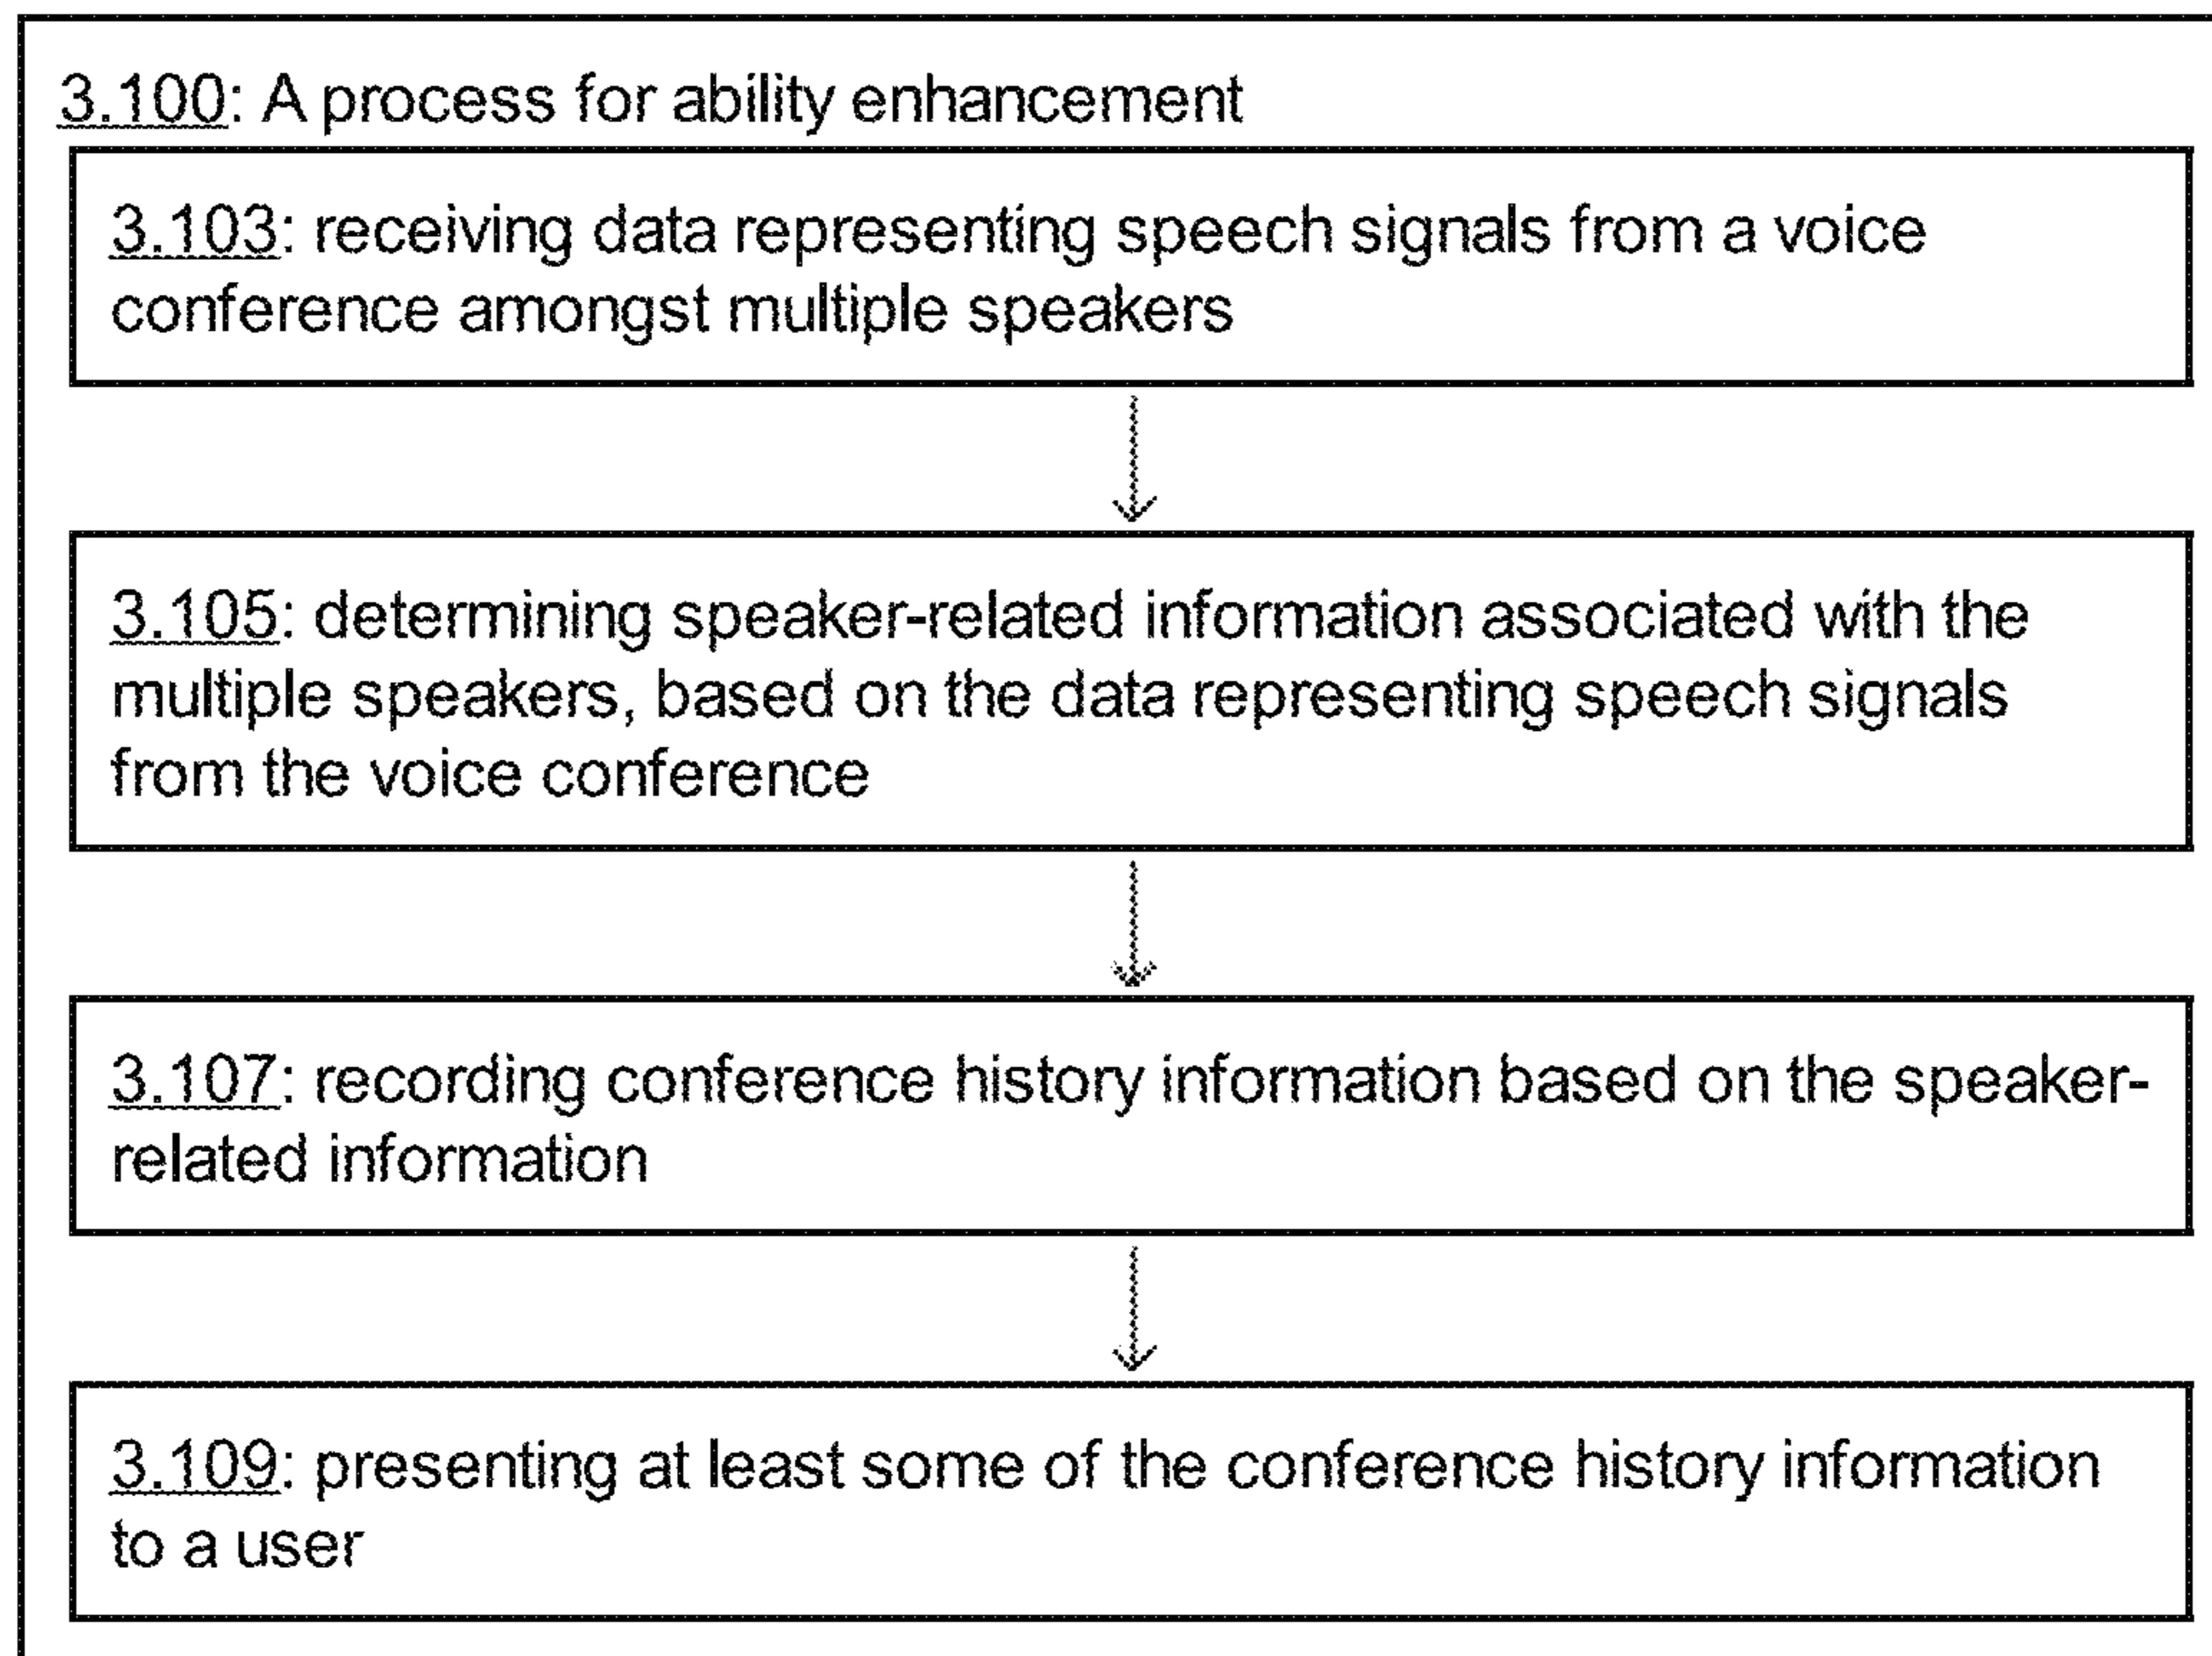 3.100: A process for ability enhancement
3.103: receiving data representing speech signals from a voice
conference amongst multiple speakers
3.105: determining speaker-related information associated with the
multiple speakers, based on the data representing speech signals
from the voice conference
3.107: recording conference history information based on the speaker-
related information
3.109: presenting at least some of the conference history information
to a user